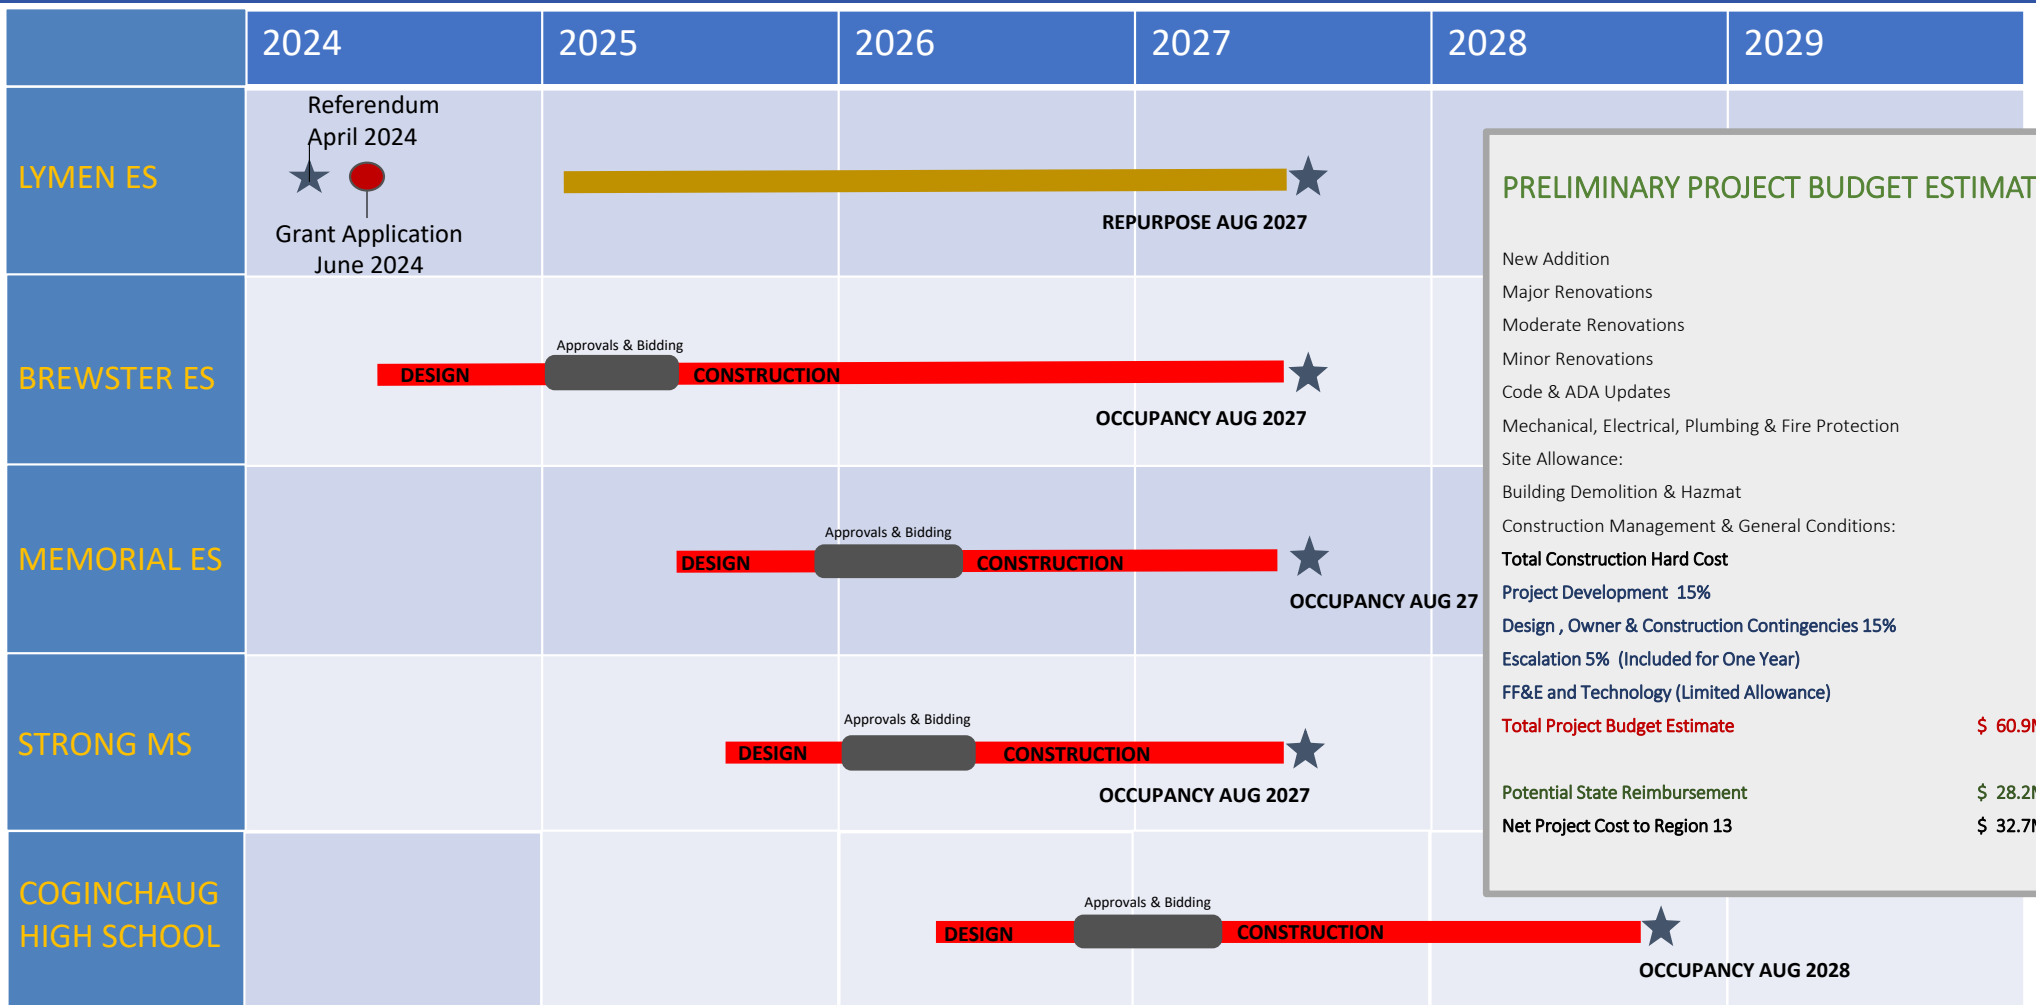 2024
2025
2026
2027
2028
2029
LYMEN ES
Referendum
April 2024
Grant Application
June 2024
REPURPOSE AUG 2027
BREWSTER ES
Approvals & Bidding
DESIGN
CONSTRUCTION
OCCUPANCY AUG 2027
MEMORIAL ES
Approvals & Bidding
DESIGN
CONSTRUCTION
OCCUPANCY AUG 27
STRONG MS
Approvals & Bidding
DESIGN
CONSTRUCTION
OCCUPANCY AUG 2027
COGINCHAUG
HIGH SCHOOL
Approvals & Bidding
DESIGN
CONSTRUCTION
OCCUPANCY AUG 2028
PRELIMINARY PROJECT BUDGET ESTIMAT
New Addition
Major Renovations
Moderate Renovations
Minor Renovations
Code & ADA Updates
Mechanical, Electrical, Plumbing & Fire Protection
Site Allowance:
Building Demolition & Hazmat
Construction Management & General Conditions:
Total Construction Hard Cost
Project Development 15%
Design , Owner & Construction Contingencies 15%
Escalation 5% (Included for One Year)
FF&E and Technology (Limited Allowance)
Total Project Budget Estimate $ 60.9M
Potential State Reimbursement $ 28.2M
Net Project Cost to Region 13 $ 32.7M